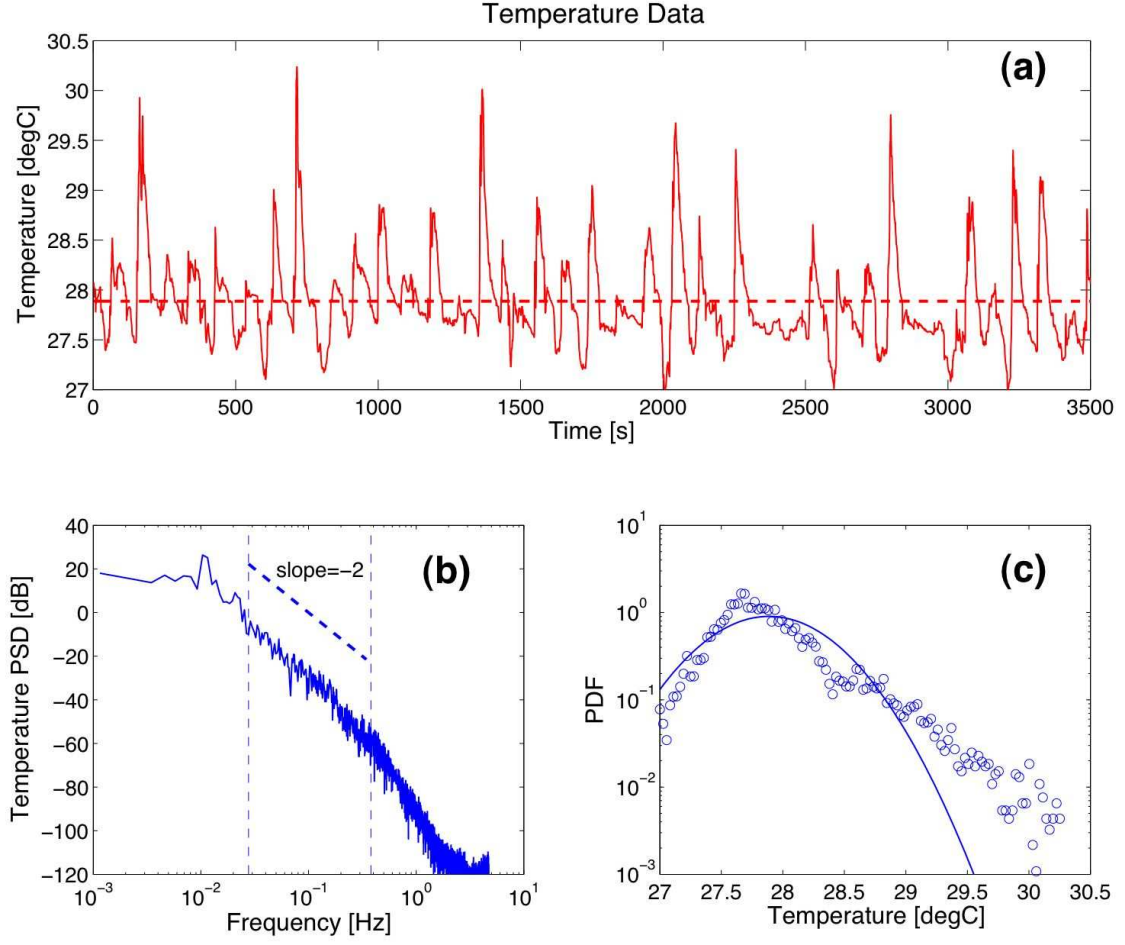 Temperature Data
(a)
Temperature [degC]
30.5
30
29.5
29
28.5
28
27.5
27
0 500 1000 1500 2000 2500 3000 3500
Time [s]
(b)
slope=−2
Temperature PSD [dB]
40
20
0
−20
−40
−60
−80
−100
−120
10^−3 10^−2 10^−1 10^0 10^1
Frequency [Hz]
(c)
PDF
10^1
10^0
10^−1
10^−2
10^−3
27 27.5 28 28.5 29 29.5 30 30.5
Temperature [degC]